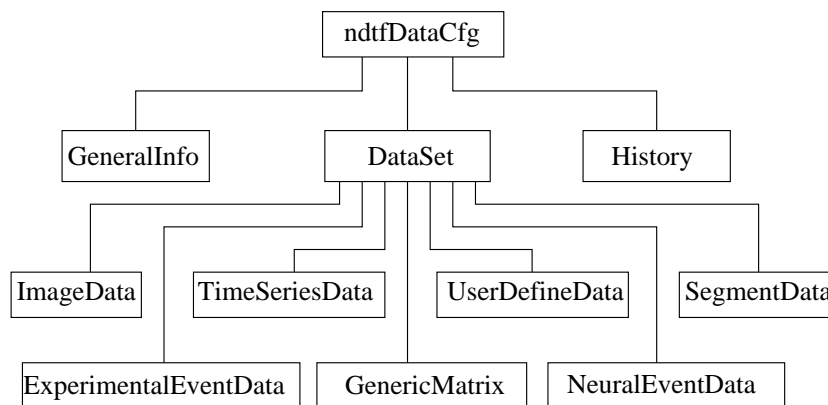 ndtfDataCfg
GeneralInfo
DataSet
History
ImageData
TimeSeriesData
UserDefineData
SegmentData
ExperimentalEventData
GenericMatrix
NeuralEventData